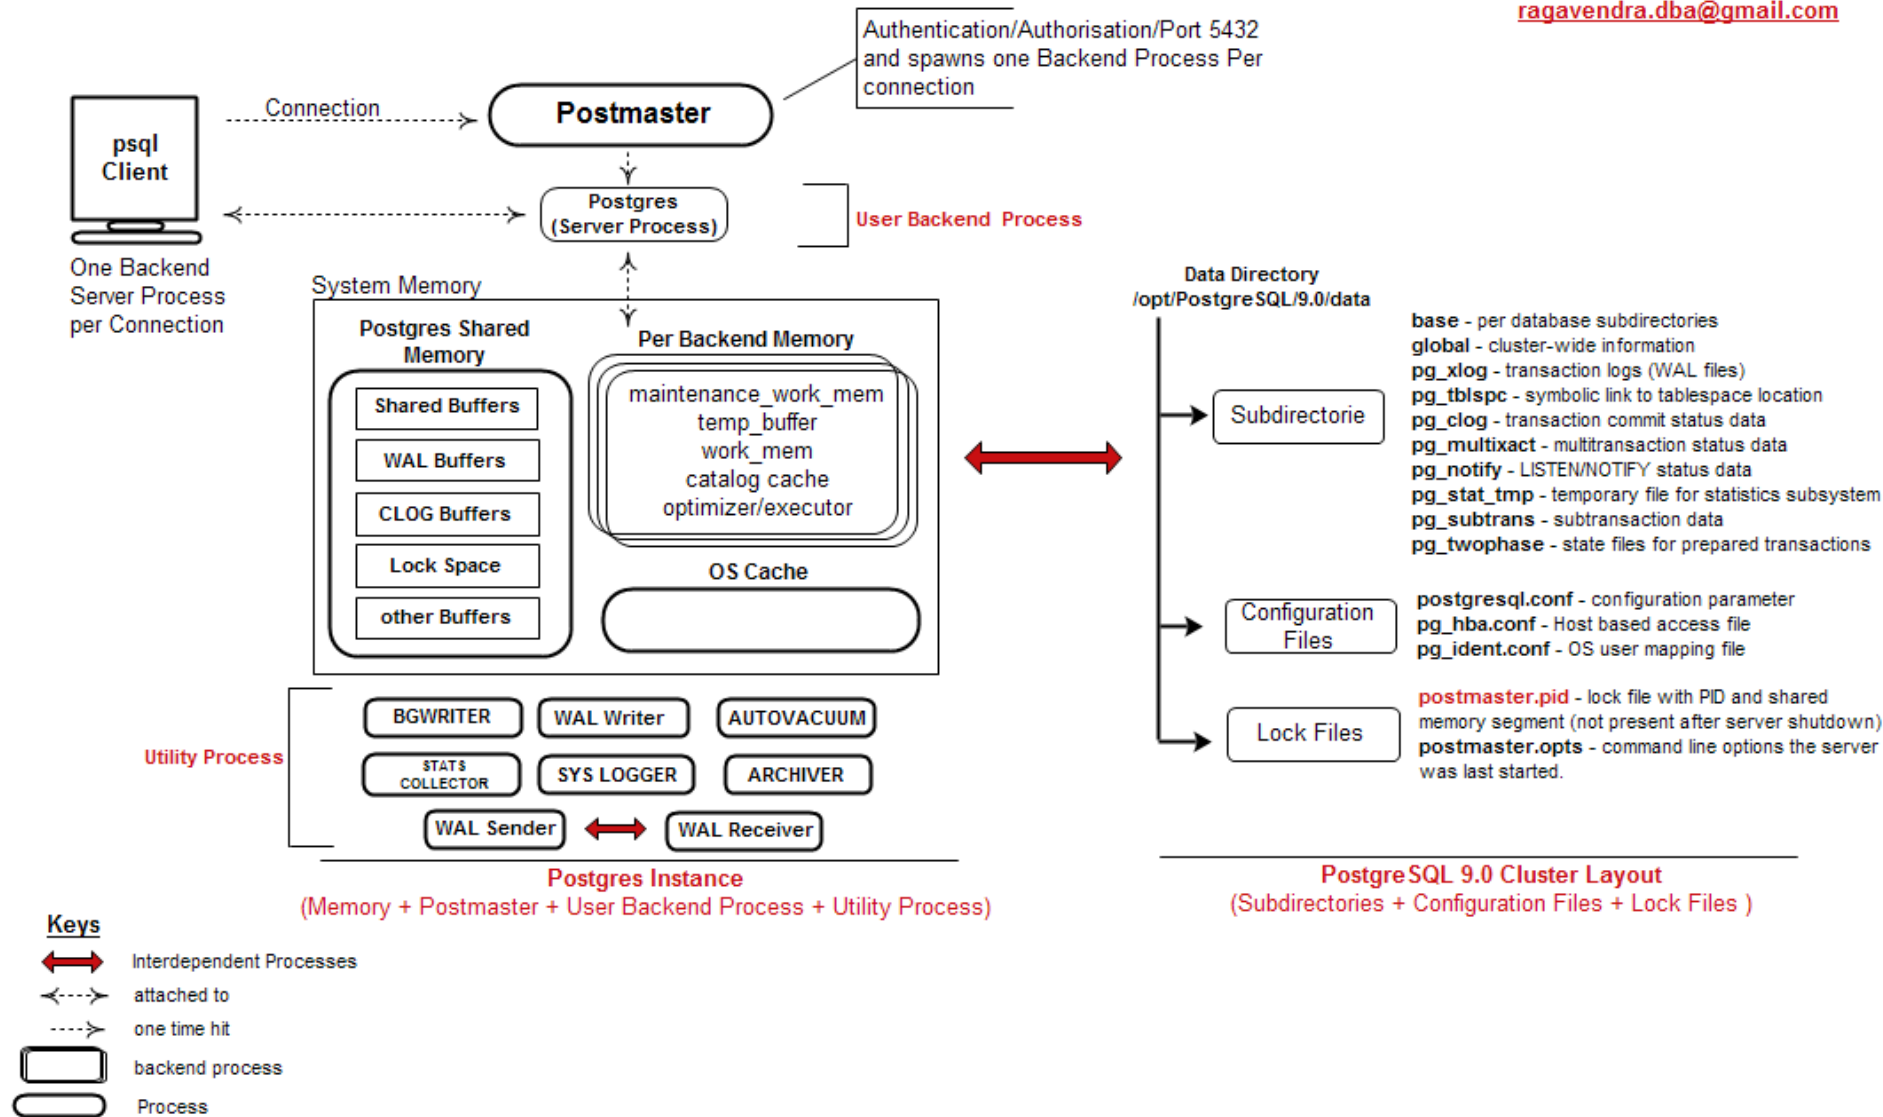 ragavendra.dba@gmail.com
Authentication/Authorisation/Port 5432
and spawns one Backend Process Per
connection
Connection
Postmaster
psql
Client
Postgres
(Server Process)
User Backend Process
One Backend
Server Process
per Connection
System Memory
Postgres Shared
Memory
Shared Buffers
WAL Buffers
CLOG Buffers
Lock Space
other Buffers
Per Backend Memory
maintenance_work_mem
temp_buffer
work_mem
catalog cache
optimizer/executor
OS Cache
Utility Process
BGWRITER
WAL Writer
AUTOVACUUM
STATS
COLLECTOR
SYS LOGGER
ARCHIVER
WAL Sender
WAL Receiver
Postgres Instance
(Memory + Postmaster + User Backend Process + Utility Process)
Data Directory
/opt/PostgreSQL/9.0/data
Subdirectorie
base - per database subdirectories
global - cluster-wide information
pg_xlog - transaction logs (WAL files)
pg_tblspc - symbolic link to tablespace location
pg_clog - transaction commit status data
pg_multixact - multitransaction status data
pg_notify - LISTEN/NOTIFY status data
pg_stat_tmp - temporary file for statistics subsystem
pg_subtrans - subtransaction data
pg_twophase - state files for prepared transactions
Configuration
Files
postgresql.conf - configuration parameter
pg_hba.conf - Host based access file
pg_ident.conf - OS user mapping file
Lock Files
postmaster.pid - lock file with PID and shared
memory segment (not present after server shutdown)
postmaster.opts - command line options the server
was last started.
PostgreSQL 9.0 Cluster Layout
(Subdirectories + Configuration Files + Lock Files )
Keys
Interdependent Processes
attached to
one time hit
backend process
Process